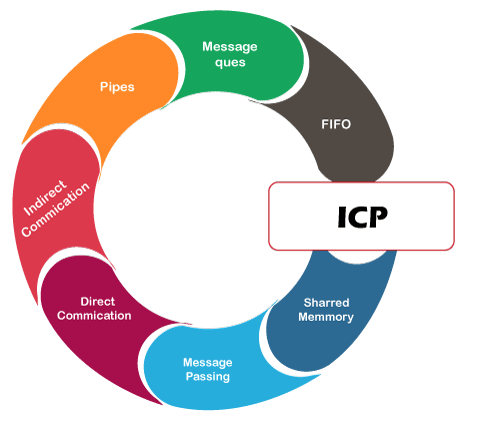 Message
ques
Pipes
FIFO
Indirect
Commication
ICP
Direct
Commication
Sharred
Memmory
Message
Passing